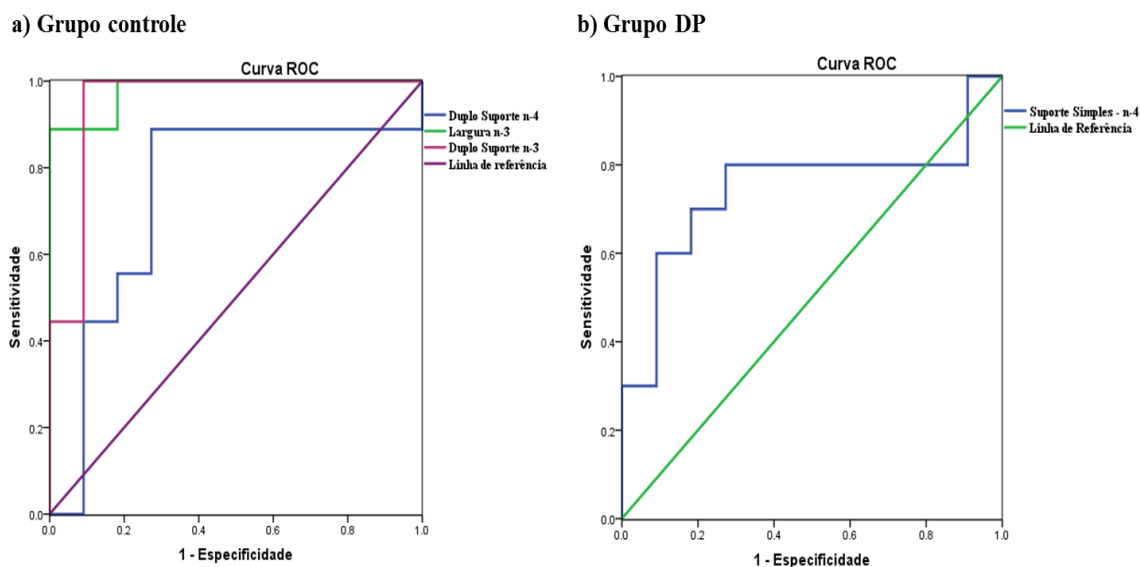 a) Grupo controle
Curva ROC
Sensitividade
1.0
0.8
0.6
0.4
0.2
0.0
0.0 0.2 0.4 0.6 0.8 1.0
1 - Especificidade
Duplo Suporte n-4
Largura n-3
Duplo Suporte n-3
Linha de referência
b) Grupo DP
Curva ROC
Sensitividade
1.0
0.8
0.6
0.4
0.2
0.0
0.0 0.2 0.4 0.6 0.8 1.0
1 - Especificidade
Suporte Simples - n-4
Linha de Referência